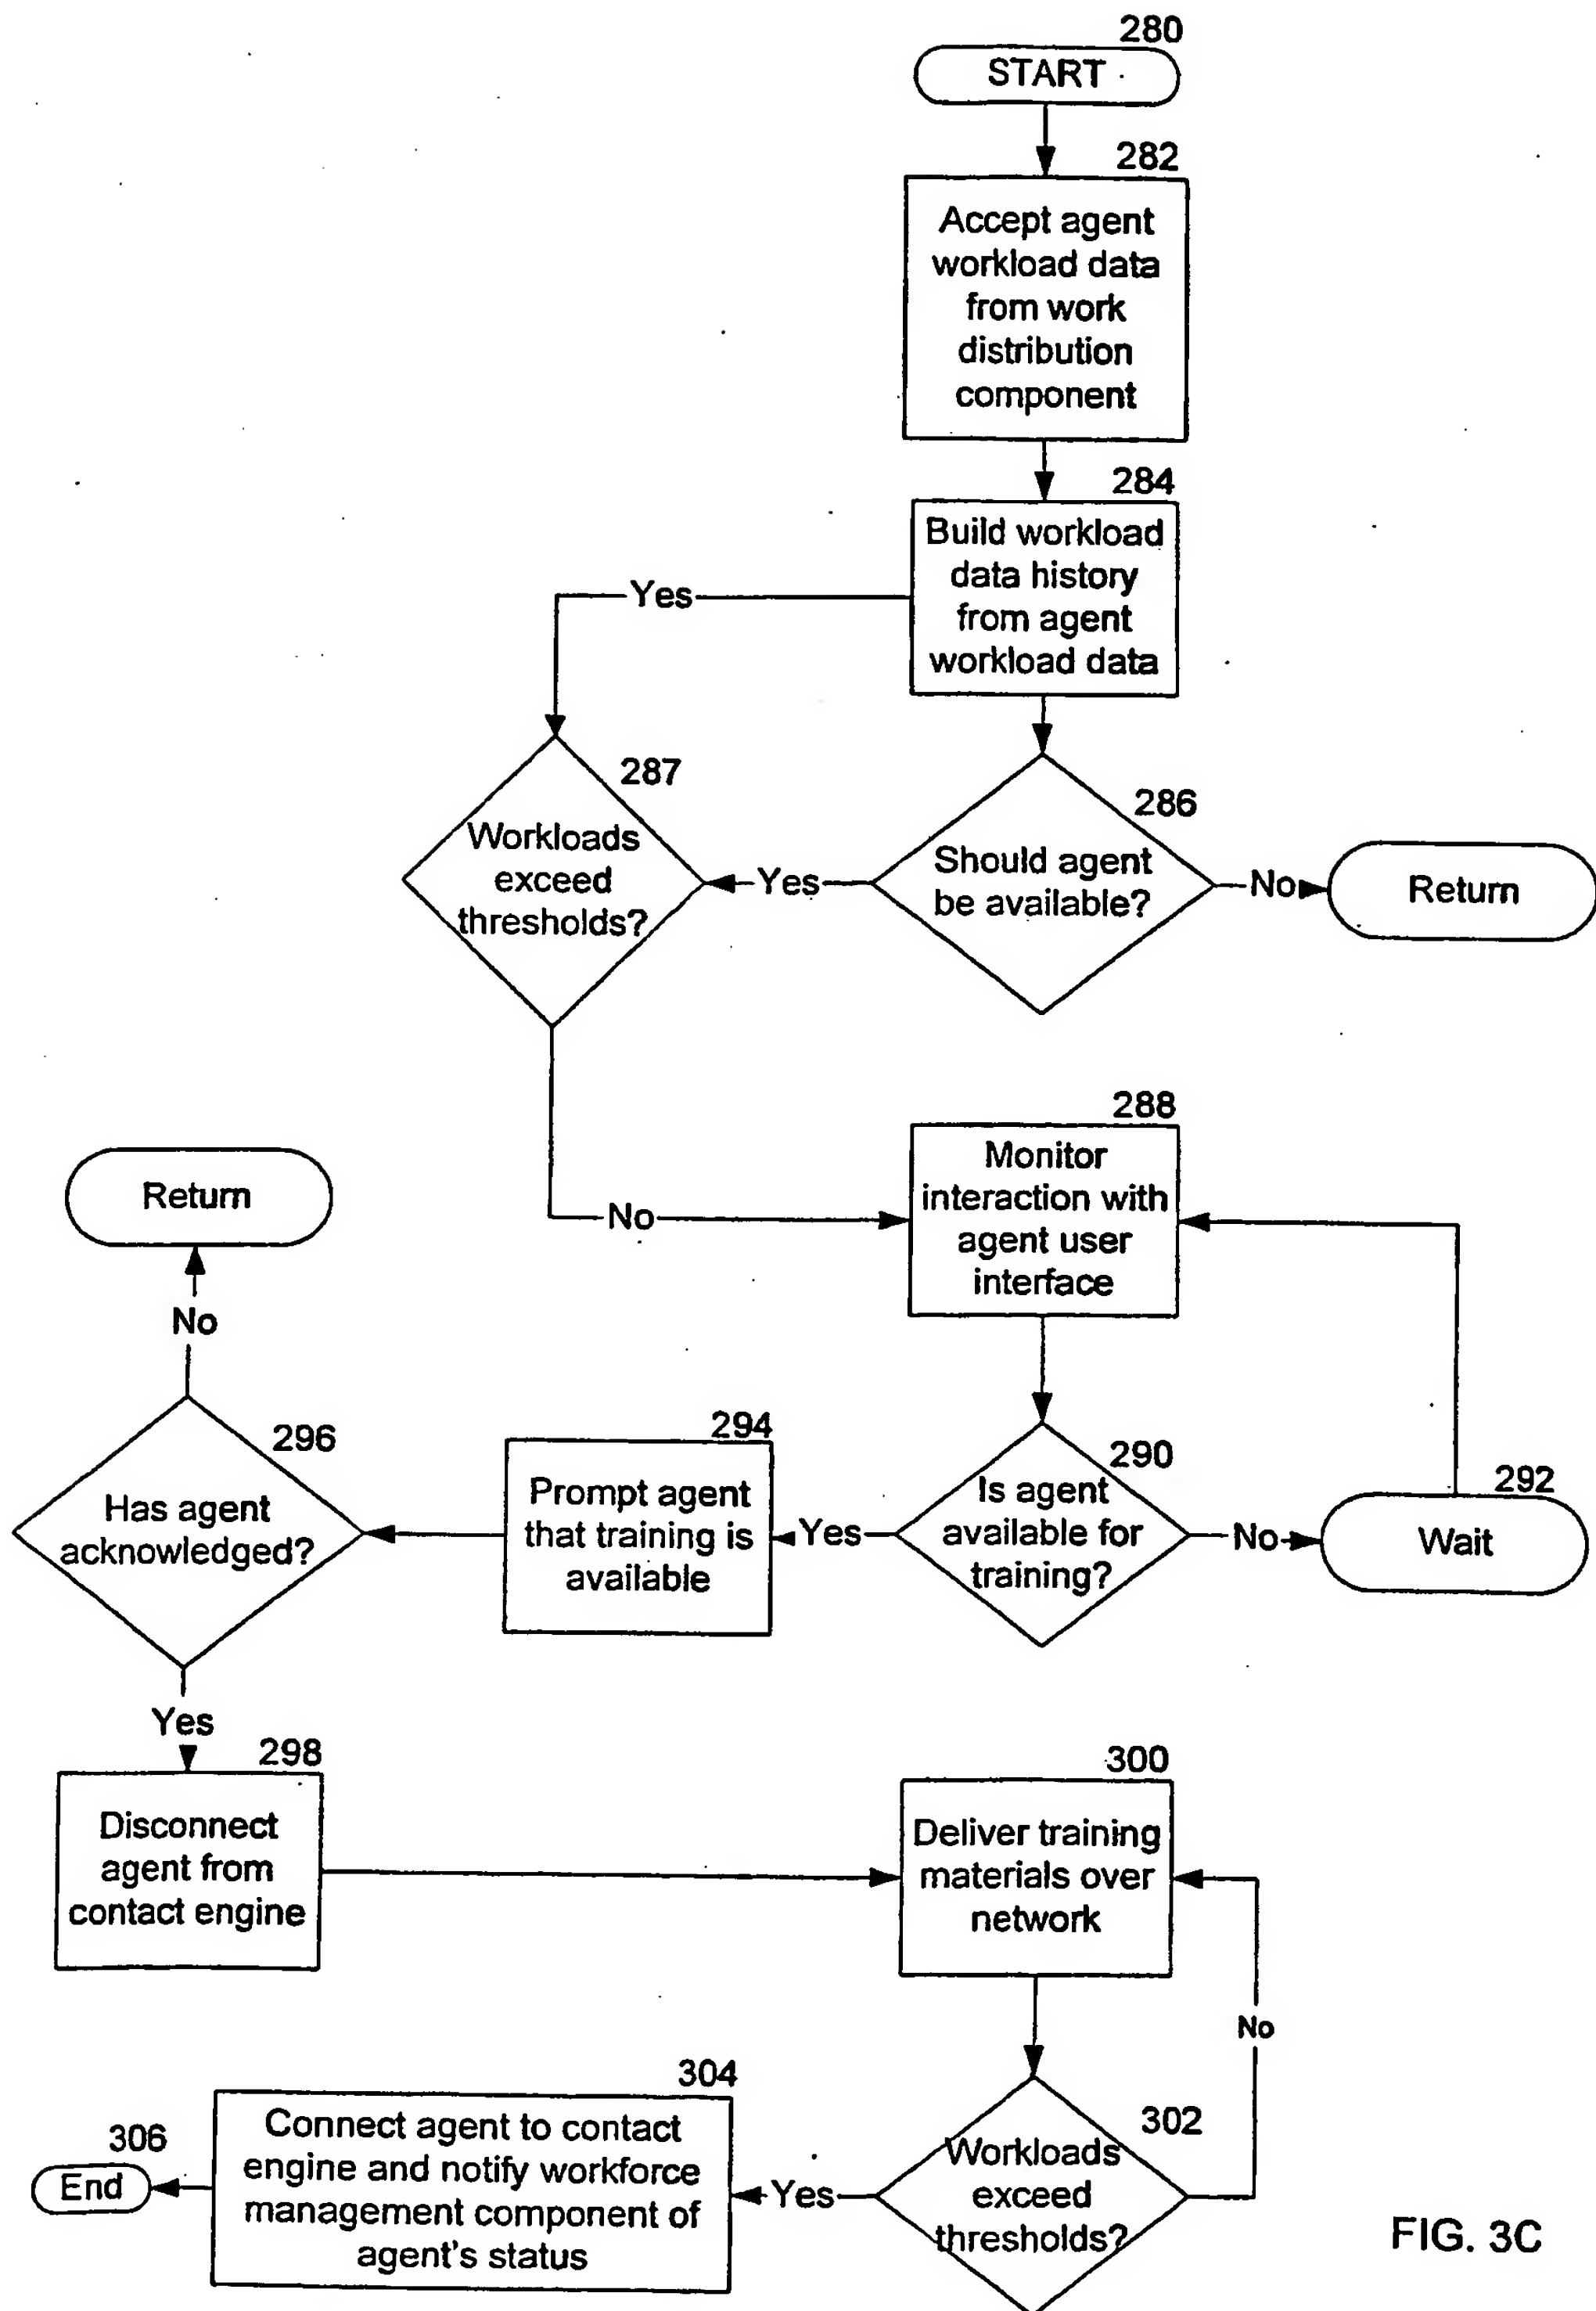 280
START
282
Accept agent
workload data
from work
distribution
component
284
Build workload
data history
from agent
workload data
Yes
287
Workloads
exceed
thresholds?
Yes
286
Should agent
be available?
No
Return
288
Monitor
interaction with
agent user
interface
No
Return
No
296
Has agent
acknowledged?
294
Prompt agent
that training is
available
Yes
290
Is agent
available for
training?
No
292
Wait
Yes
298
Disconnect
agent from
contact engine
300
Deliver training
materials over
network
No
302
Workloads
exceed
thresholds?
Yes
304
Connect agent to contact
engine and notify workforce
management component of
agent's status
306
End
FIG. 3C